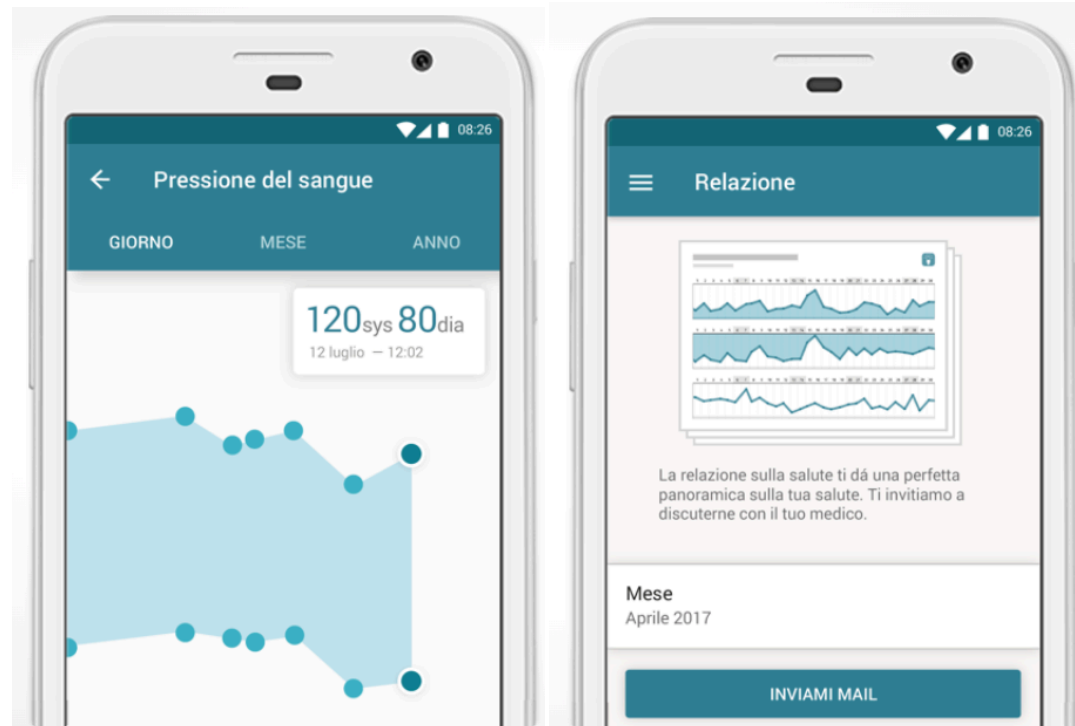 08:26
Pressione del sangue
GIORNO MESE ANNO
120sys 80dia
12 luglio — 12:02
08:26
Relazione
La relazione sulla salute ti dá una perfetta
panoramica sulla tua salute. Ti invitiamo a
discuterne con il tuo medico.
Mese
Aprile 2017
INVIAMI MAIL